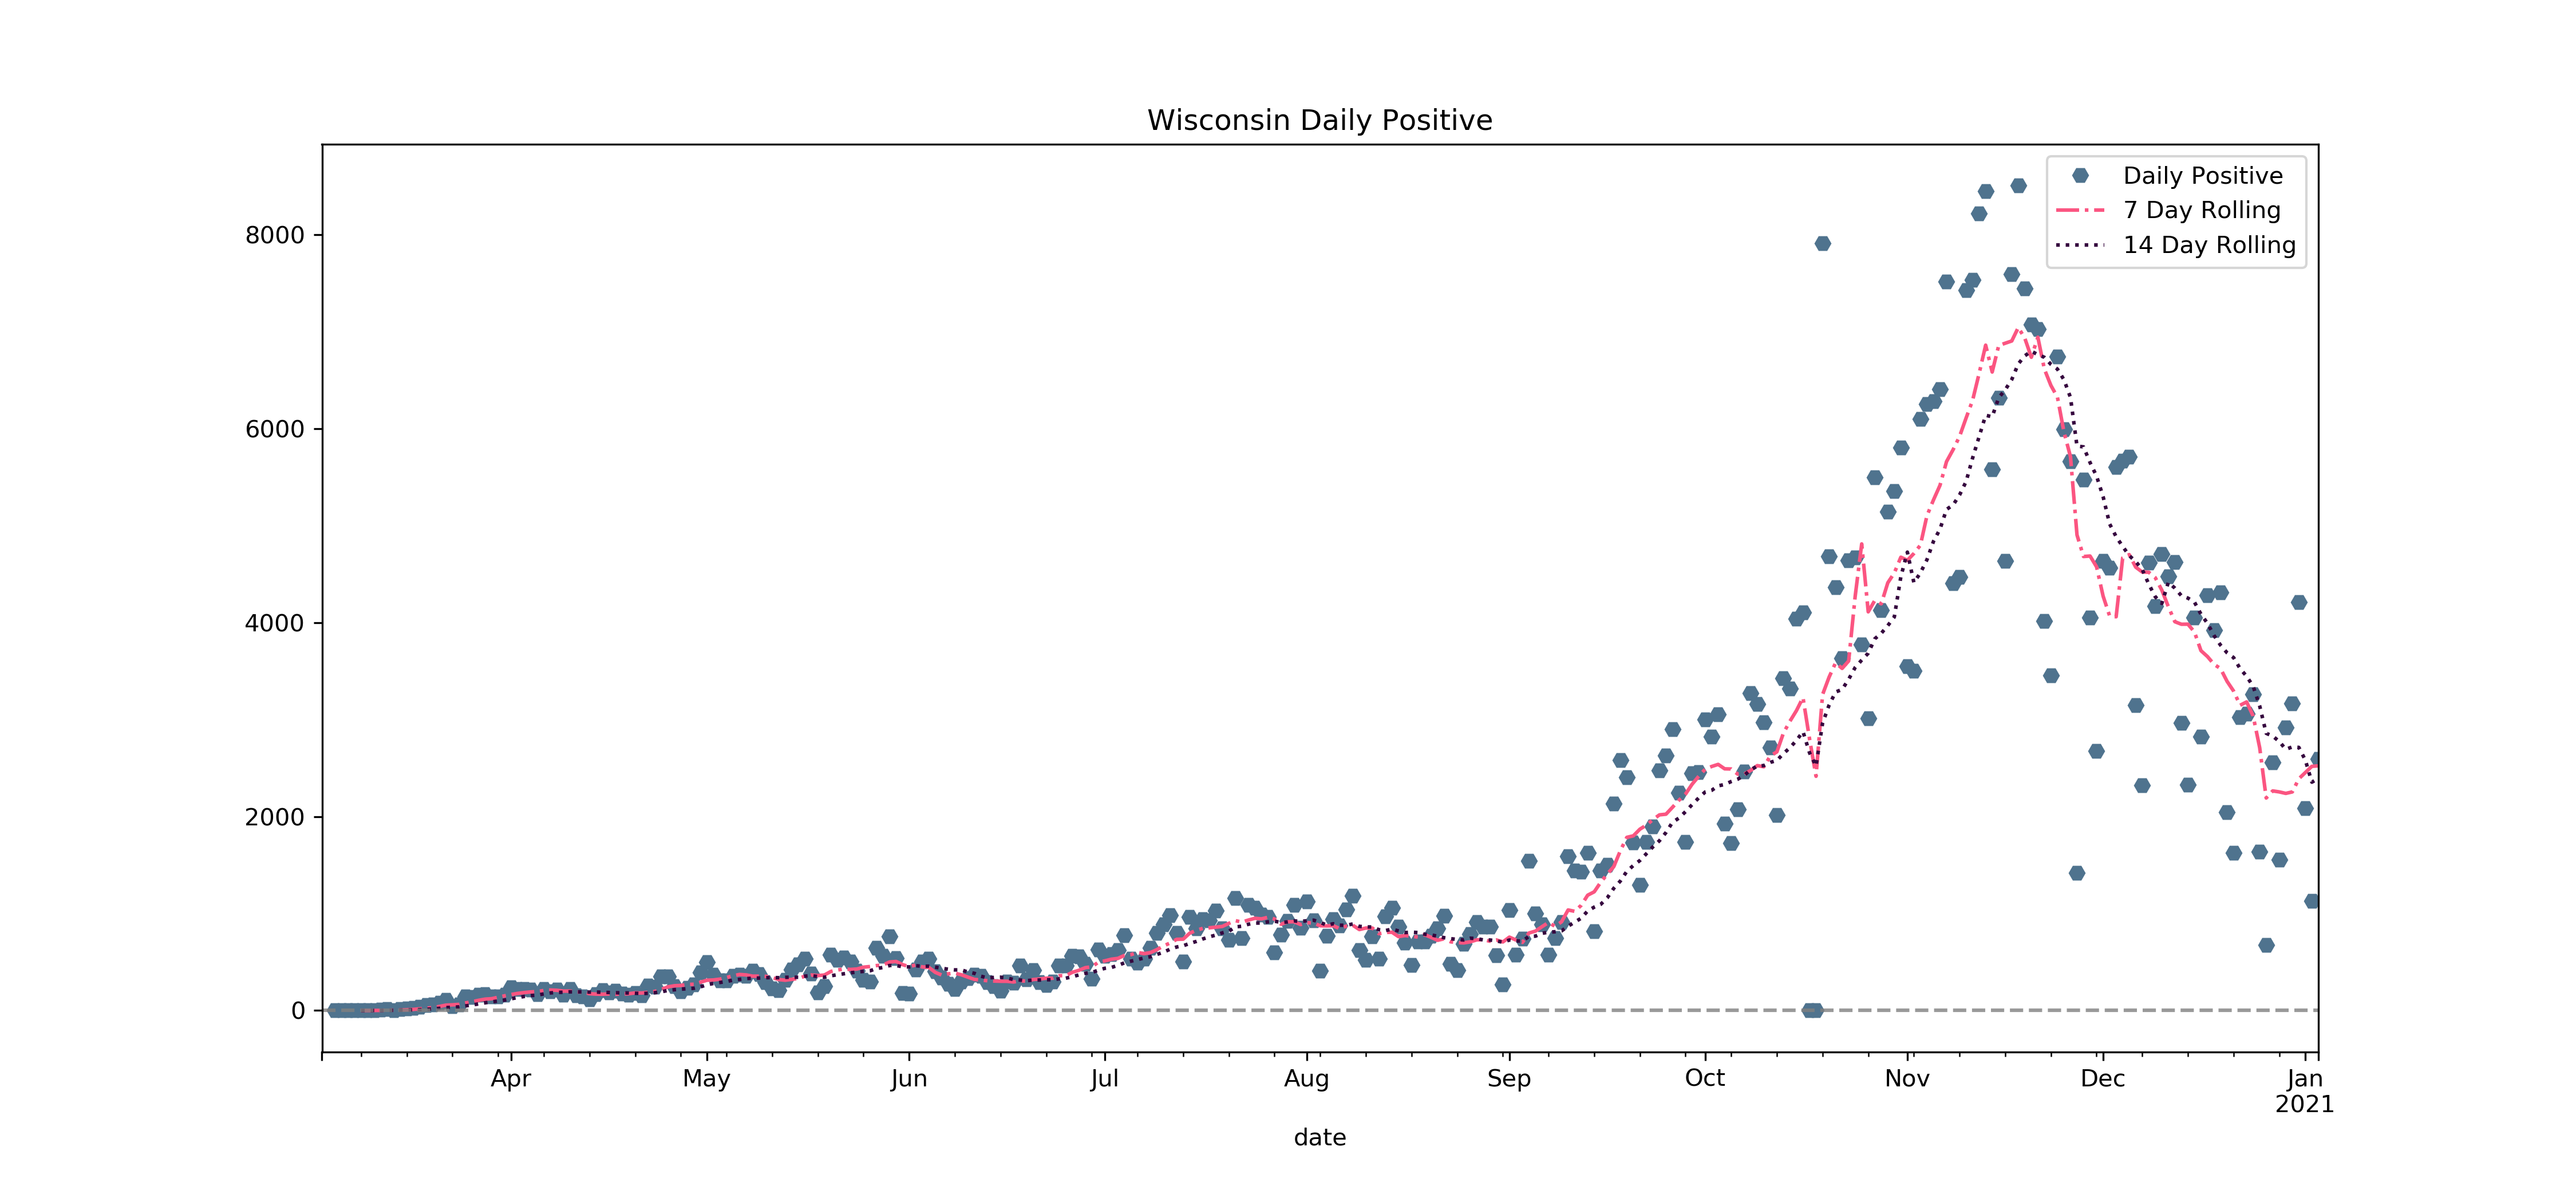 Wisconsin Daily Positive
Daily Positive
7 Day Rolling
14 Day Rolling
8000
6000
4000
2000
0
Apr May Jun Jul Aug Sep Oct Nov Dec Jan
2021
date